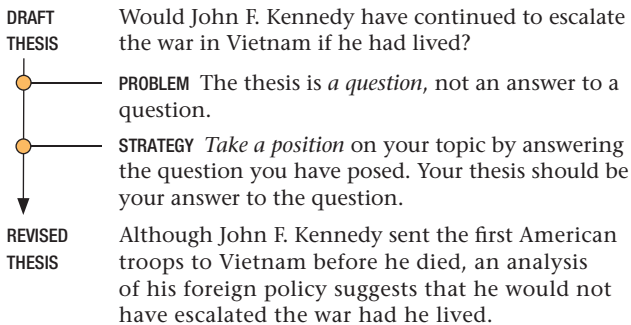 DRAFT THESIS Would John F. Kennedy have continued to escalate
the war in Vietnam if he had lived?
PROBLEM The thesis is a question, not an answer to a
question.
STRATEGY Take a position on your topic by answering
the question you have posed. Your thesis should be
your answer to the question.
REVISED THESIS Although John F. Kennedy sent the first American
troops to Vietnam before he died, an analysis
of his foreign policy suggests that he would not
have escalated the war had he lived.